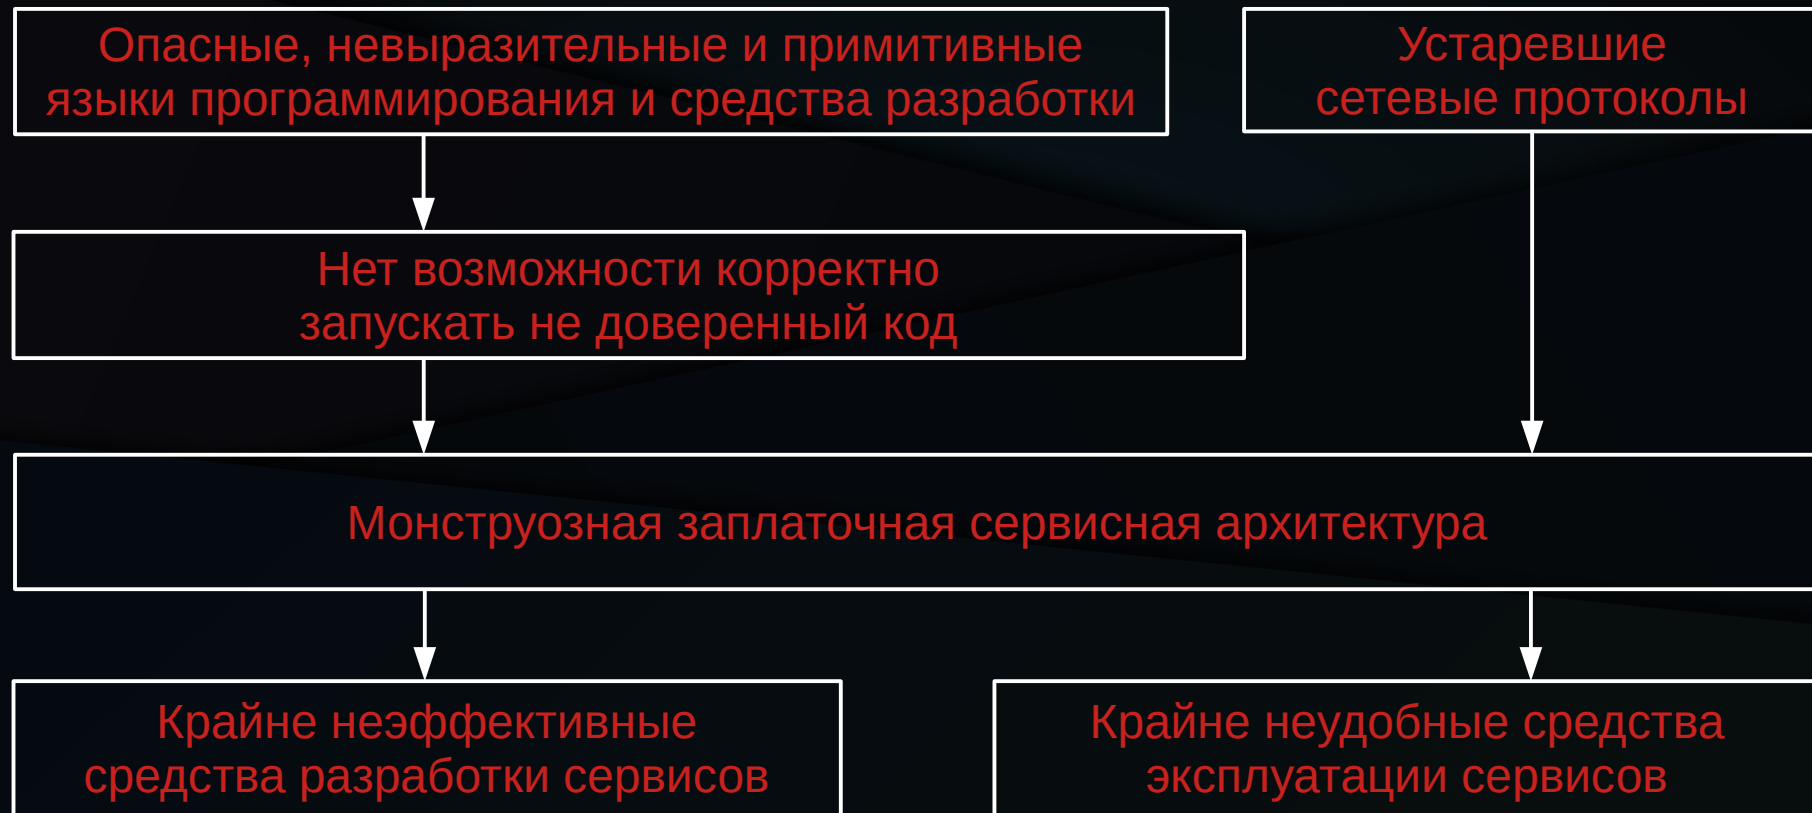 Опасные, невыразительные и примитивные
языки программирования и средства разработки
Устаревшие
сетевые протоколы
Нет возможности корректно
запускать не доверенный код
Монструозная заплаточная сервисная архитектура
Крайне неэффективные
средства разработки сервисов
Крайне неудобные средства
эксплуатации сервисов